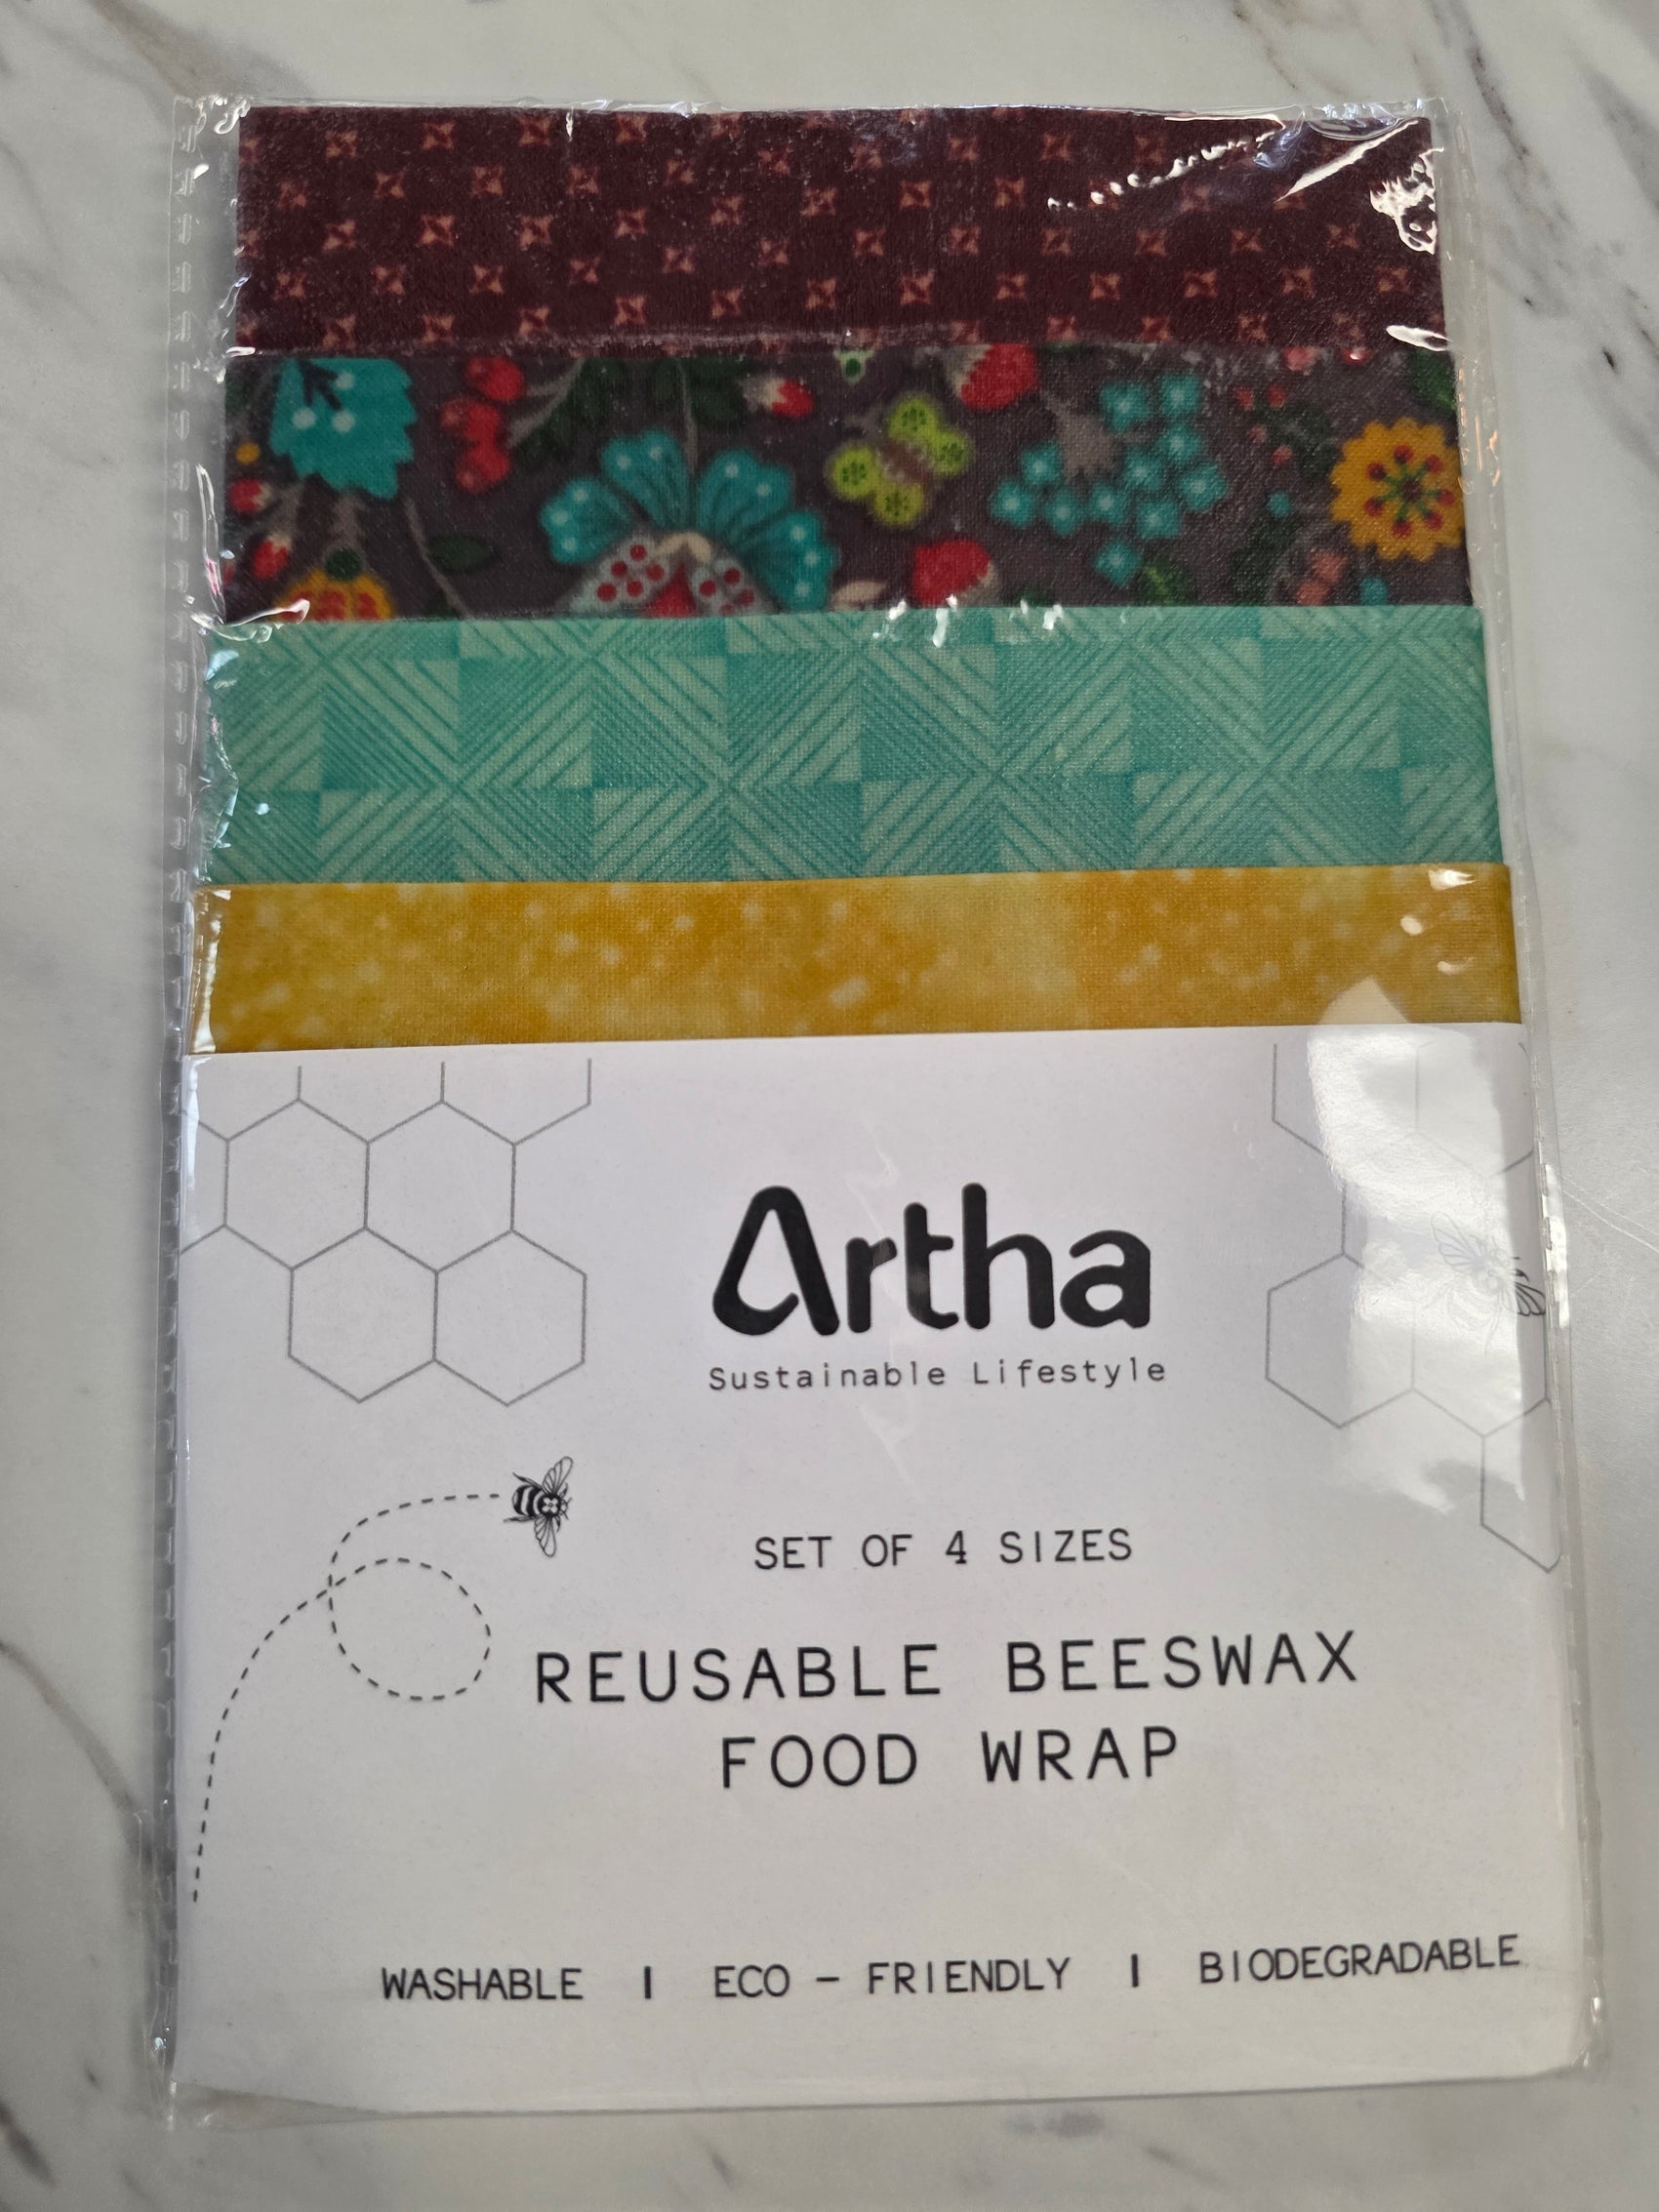 Artha
Sustainable Lifestyle
SET OF 4 SIZES
REUSABLE BEESWAX
FOOD WRAP
WASHABLE | ECO - FRIENDLY | BIODEGRADABLE